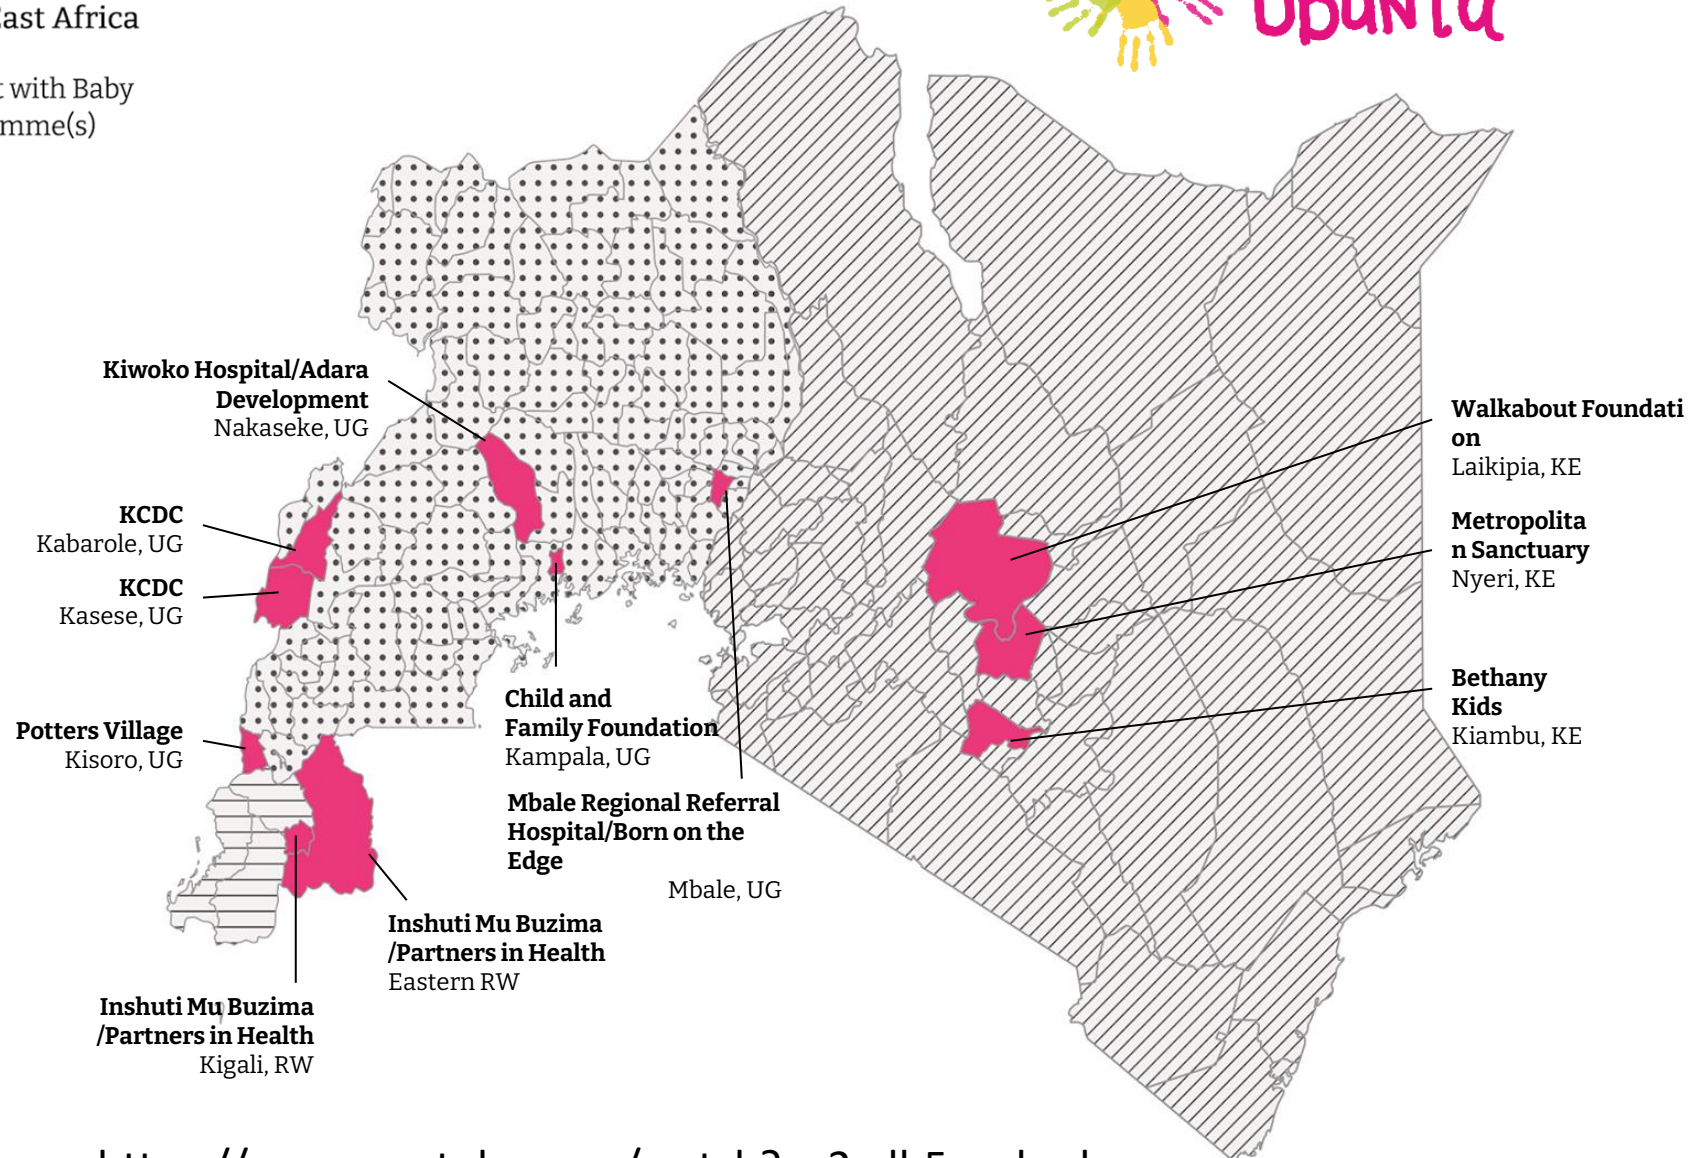 East Africa
with Baby
Ubuntu
Kiwoko Hospital/Adara
Development
Nakaseke, UG
KCDC
Kabarole, UG
KCDC
Kasese, UG
Potters Village
Kisoro, UG
Child and
Family Foundation
Kampala, UG
Mbale Regional Referral
Hospital/Born on the
Edge
Mbale, UG
Inshuti Mu Buzima
/Partners in Health
Eastern RW
Inshuti Mu Buzima
/Partners in Health
Kigali, RW
Walkabout Foundati
on
Laikipia, KE
Metropolita
n Sanctuary
Nyeri, KE
Bethany
Kids
Kiambu, KE